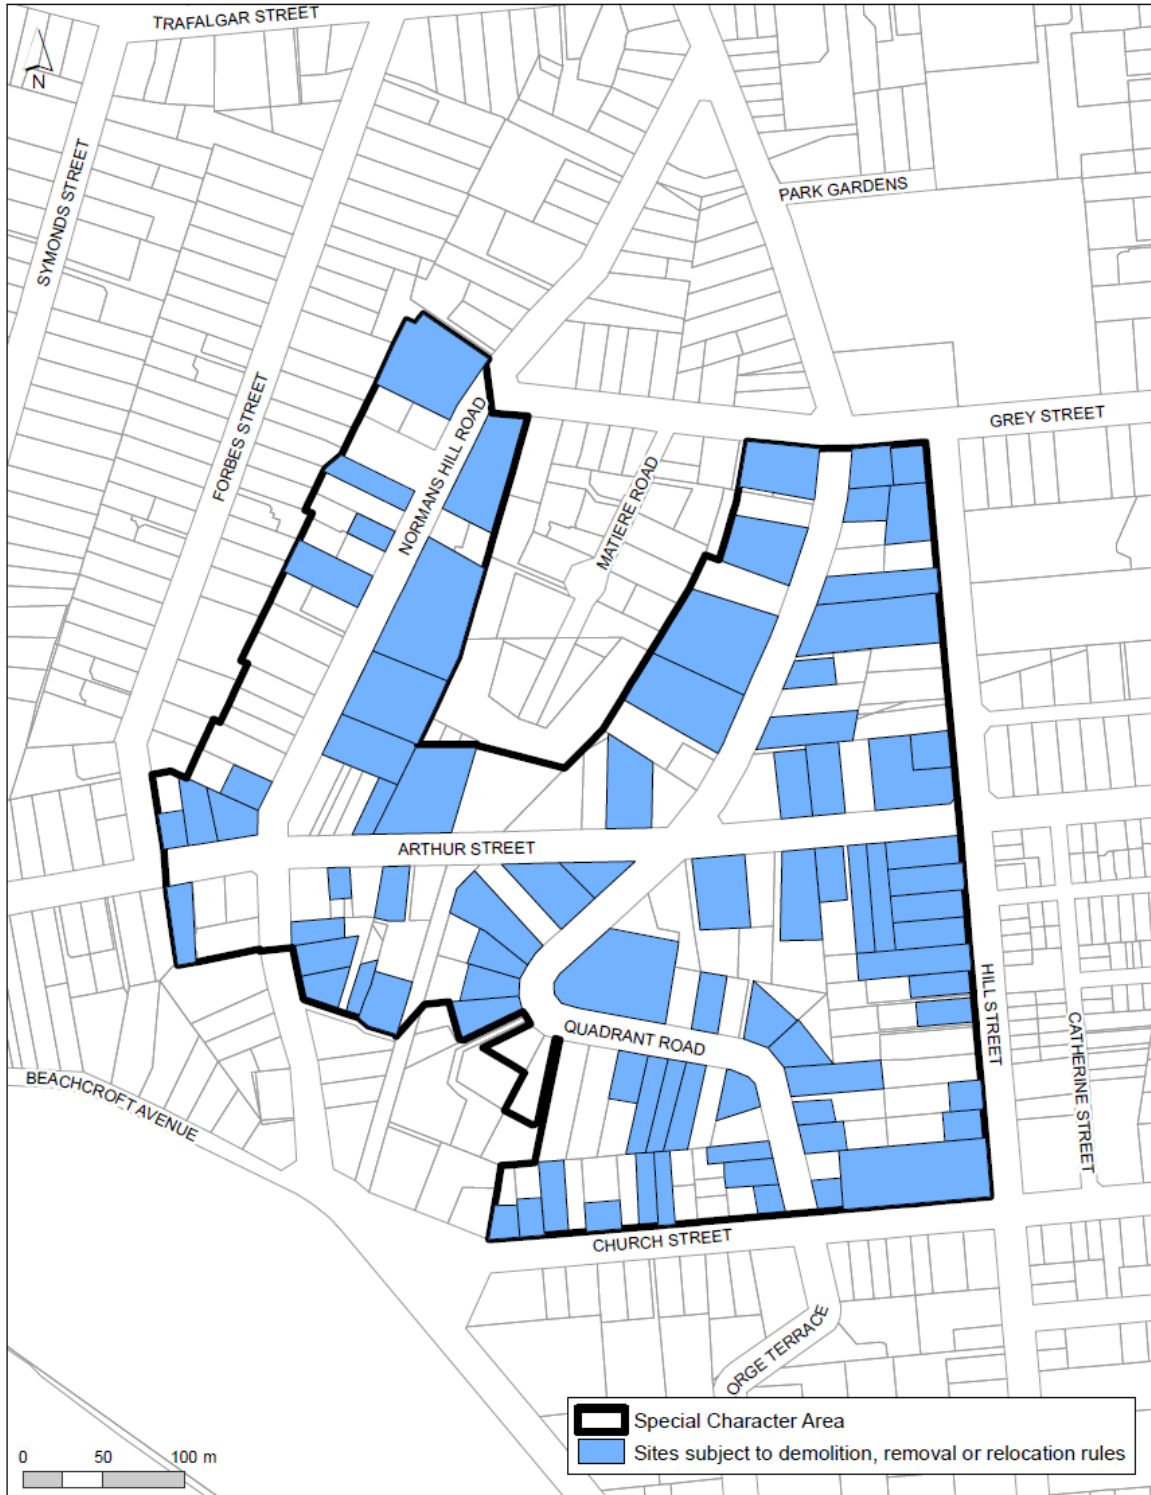 TRAFALGAR STREET
N
SYMONDS STREET
PARK GARDENS
FORBES STREET
GREY STREET
NORMANS HILL ROAD
MATIERE ROAD
ARTHUR STREET
HILL STREET
CATHERINE STREET
QUADRANT ROAD
BEACHCROFT AVENUE
CHURCH STREET
ORGE TERRACE
Special Character Area
Sites subject to demolition, removal or relocation rules
0 50 100 m